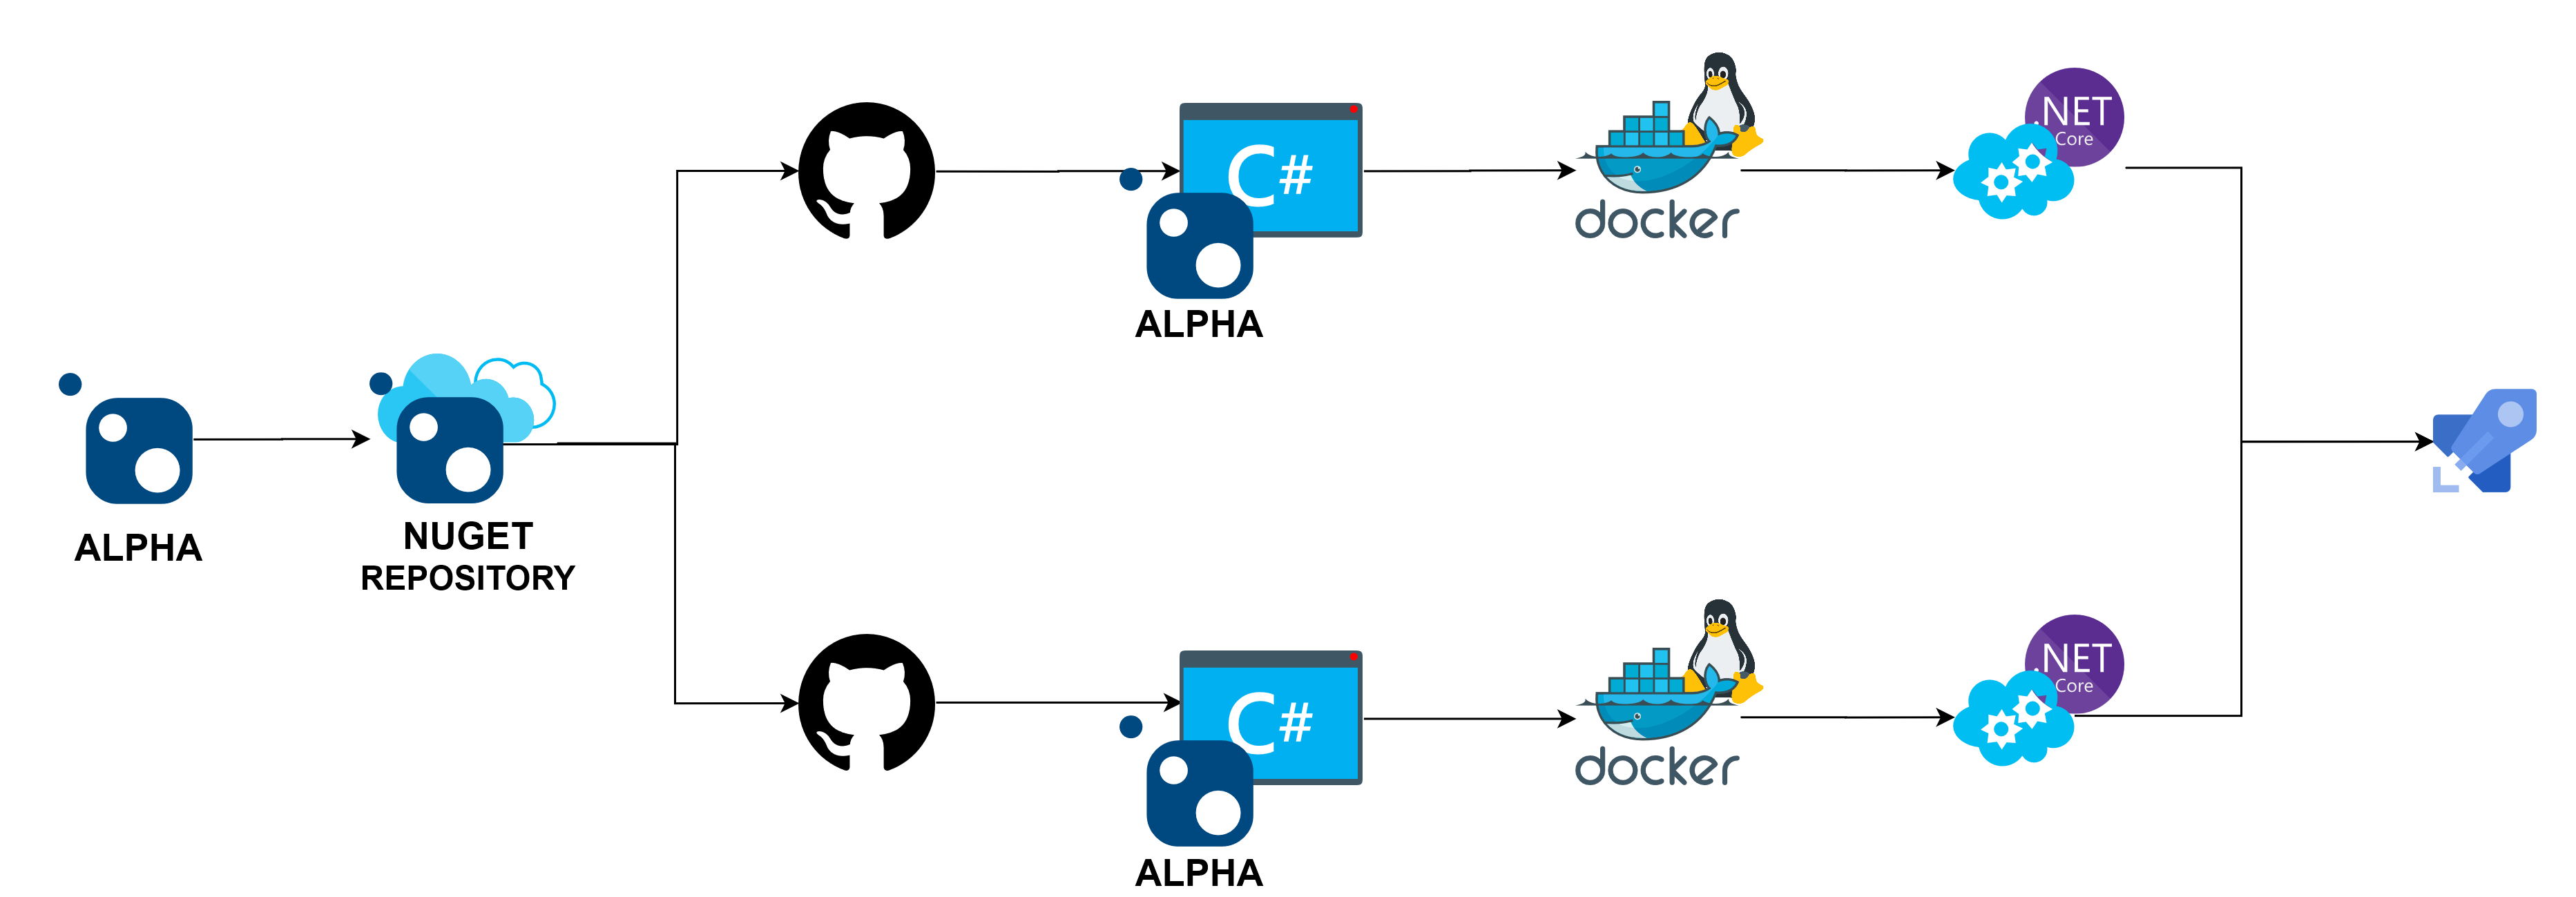 C#
ALPHA
docker
.NET
Core
ALPHA
NUGET
REPOSITORY
C#
ALPHA
docker
.NET
Core